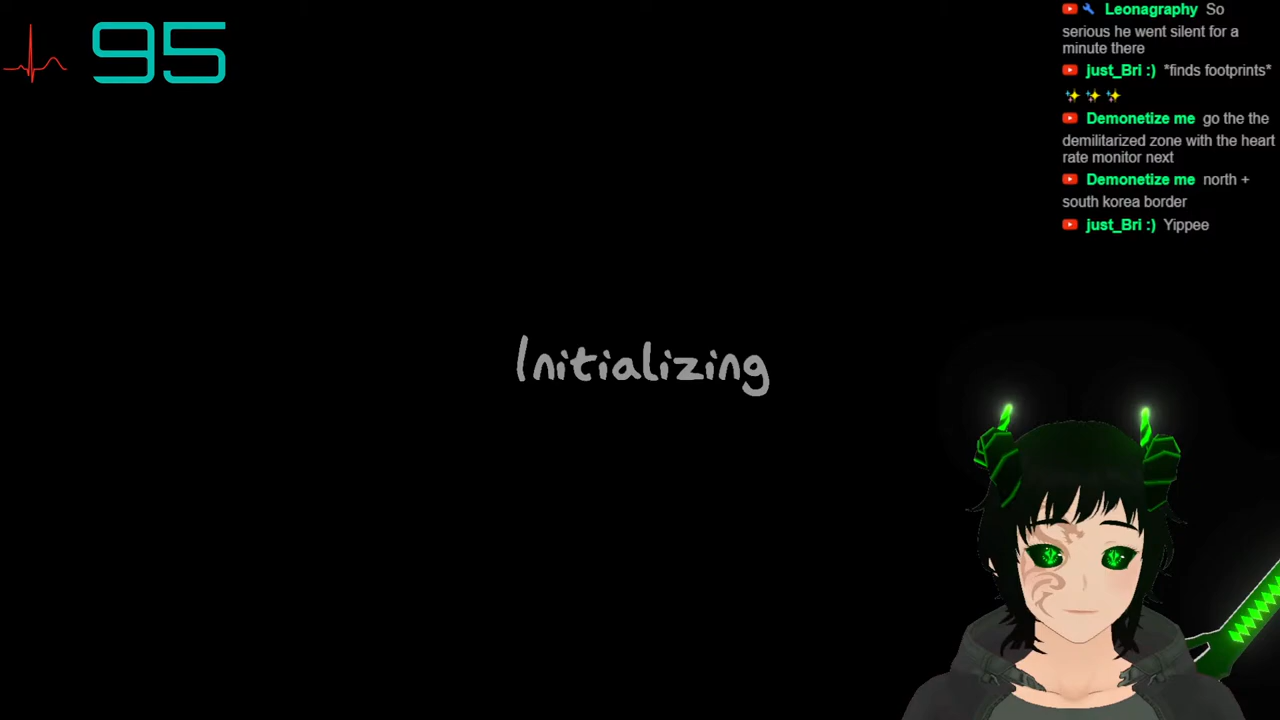 95
Leonagraphy So
serious he went silent for a
minute there
just_Bri :) *finds footprints*
✨ ✨ ✨
Demonetize me go the the
demilitarized zone with the heart
rate monitor next
Demonetize me north +
south korea border
just_Bri :) Yippee
Initializing